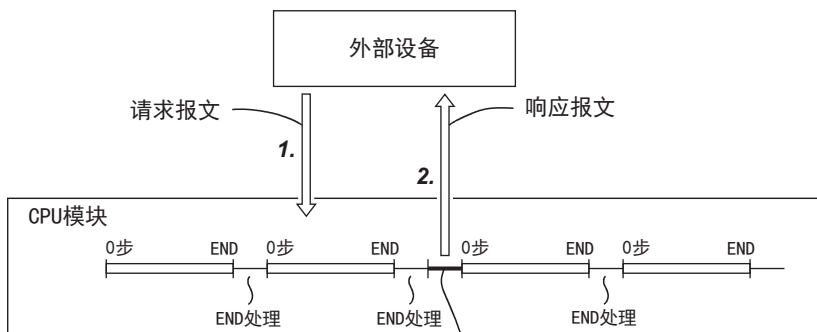 外部设备
请求报文
响应报文
1.
2.
CPU模块
0步 END 0步 END 0步 END 0步 END
END处理 END处理 END处理